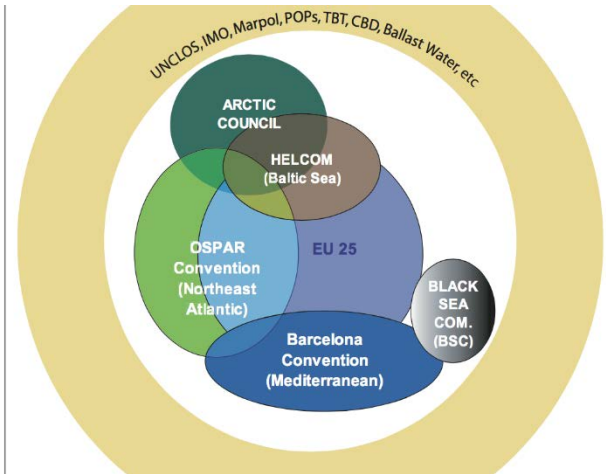 UNCLOS, IMO, Marpol, POPs, TBT, CBD, Ballast Water, etc
ARCTIC
COUNCIL
HELCOM
(Baltic Sea)
OSPAR
Convention
(Northeast
Atlantic)
EU 25
BLACK
SEA
COM.
(BSC)
Barcelona
Convention
(Mediterranean)